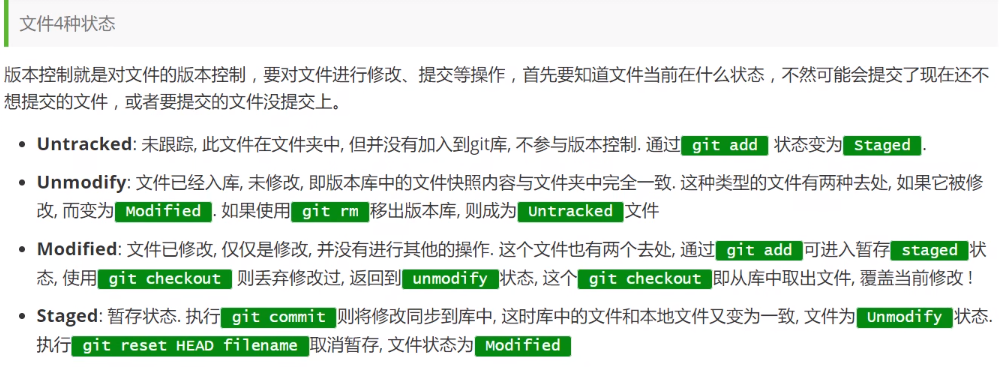 文件4种状态
版本控制就是对文件的版本控制，要对文件进行修改、提交等操作，首先要知道文件当前在什么状态，不然可能会提交了现在还不
想提交的文件，或者要提交的文件没提交上。
• Untracked: 未跟踪, 此文件在文件夹中, 但并没有加入到git库, 不参与版本控制. 通过 git add 状态变为 Staged .
• Unmodify: 文件已经入库, 未修改, 即版本库中的文件快照内容与文件夹中完全一致. 这种类型的文件有两种去处, 如果它被修
改, 而变为 Modified . 如果使用 git rm 移出版本库, 则成为 Untracked 文件
• Modified: 文件已修改, 仅仅是修改, 并没有进行其他的操作. 这个文件也有两个去处, 通过 git add 可进入暂存 staged 状
态, 使用 git checkout 则丢弃修改过, 返回到 unmodify 状态, 这个 git checkout 即从库中取出文件, 覆盖当前修改 !
• Staged: 暂存状态. 执行 git commit 则将修改同步到库中, 这时库中的文件和本地文件又变为一致, 文件为 Unmodify 状态.
执行 git reset HEAD filename 取消暂存, 文件状态为 Modified